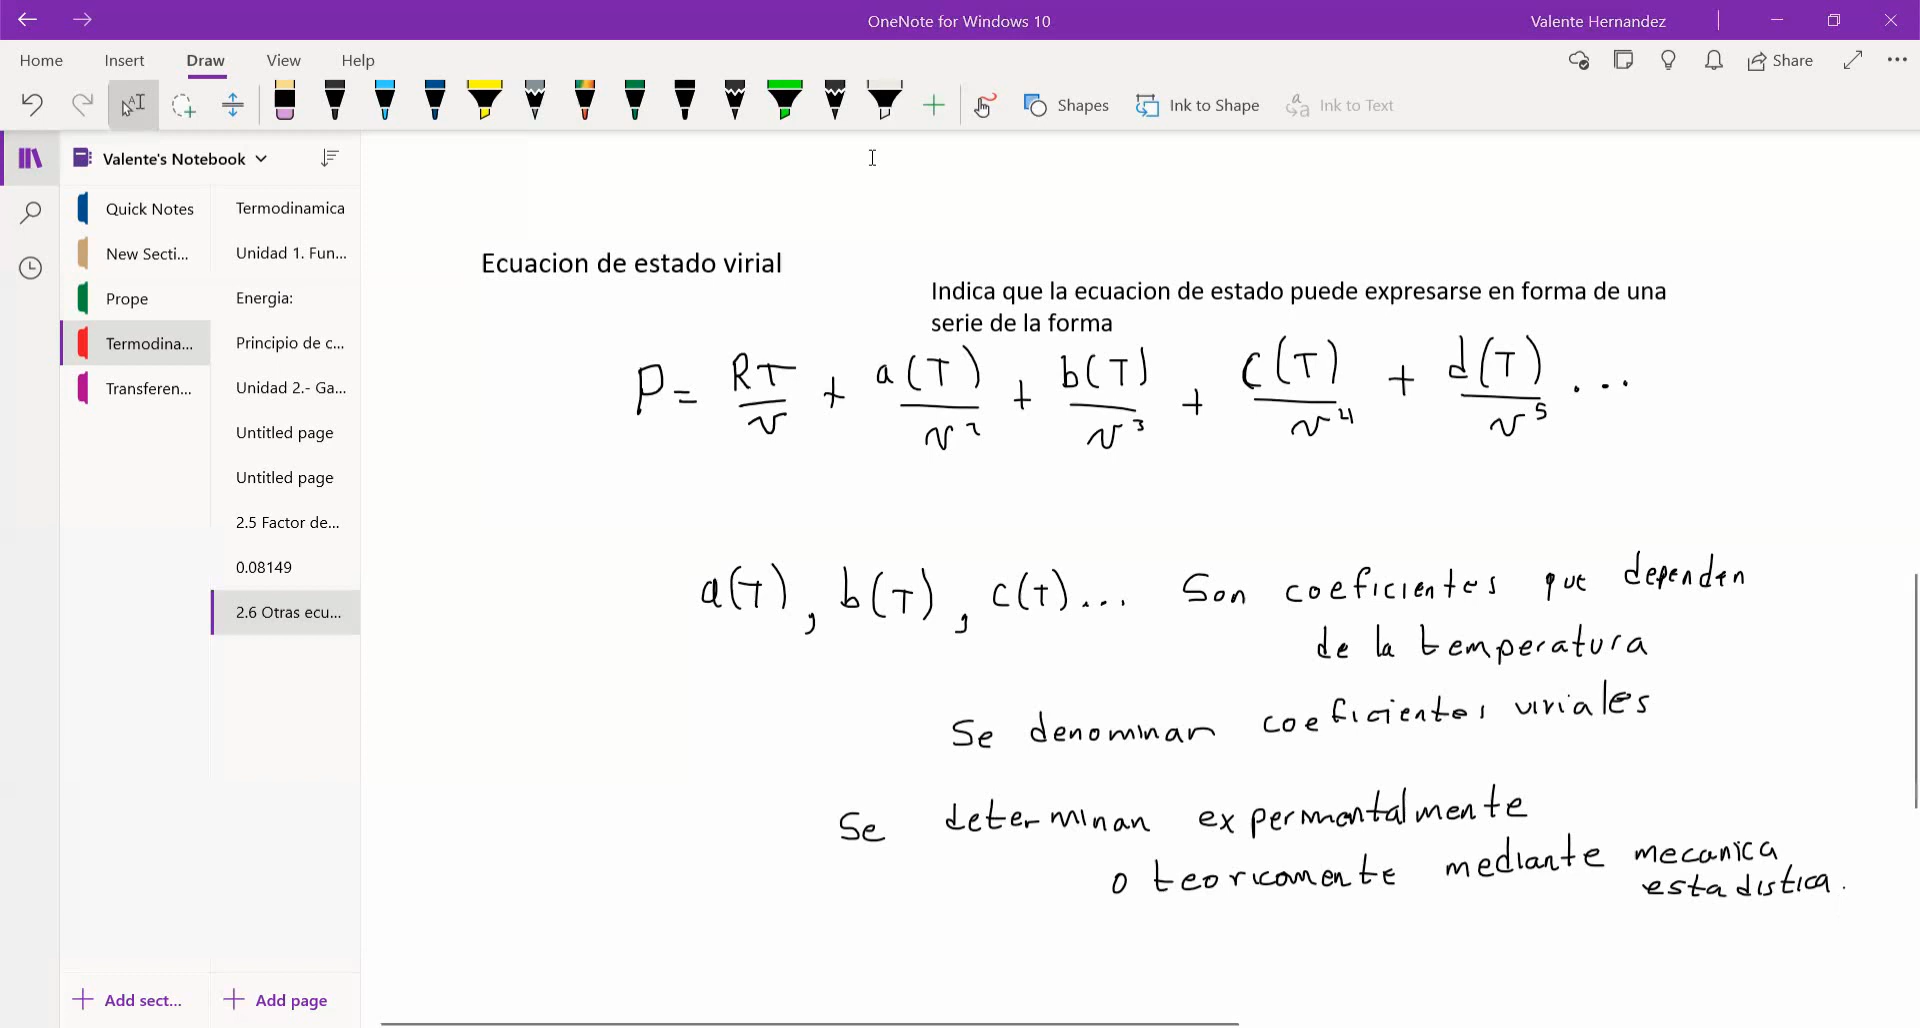 OneNote for Windows 10
Valente Hernandez
Home Insert Draw View Help
Share
Shapes Ink to Shape Ink to Text
Valente's Notebook
Quick Notes
New Secti...
Prope
Termodina...
Transferen...
Termodinamica
Unidad 1. Fun...
Energia:
Principio de c...
Unidad 2.- Ga...
Untitled page
Untitled page
2.5 Factor de...
0.08149
2.6 Otras ecu...
Add sect...
Add page
Ecuacion de estado virial
Indica que la ecuacion de estado puede expresarse en forma de una
serie de la forma
P = RT/v + a(T)/v² + b(T)/v³ + c(T)/v⁴ + d(T)/v⁵ ...
a(T), b(T), c(T)... Son coeficientes que dependen
de la temperatura
Se denominan coeficientes viriales
Se determinan expermentalmente
o teoricamente mediante mecanica
estadistica.